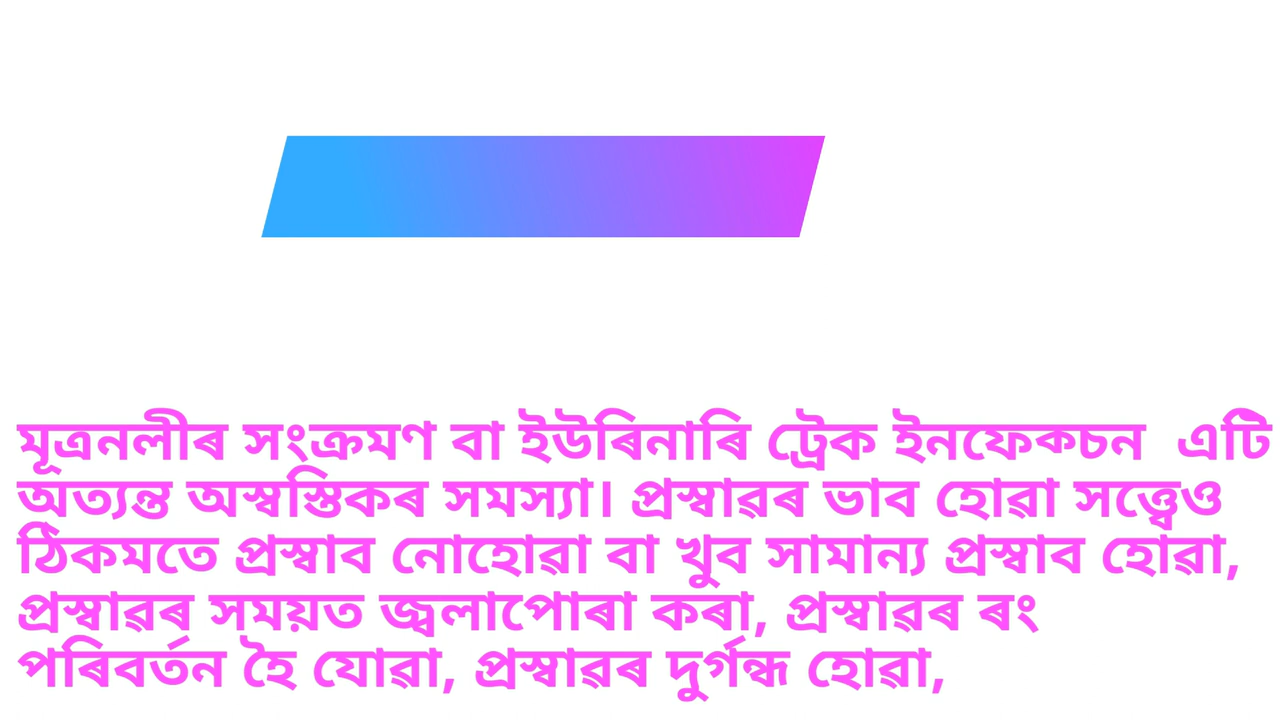 মূত্ৰনলীৰ সংক্ৰমণ বা ইউৰিনাৰি ট্ৰেক ইনফেকচন এটি
অত্যন্ত অস্বস্তিকৰ সমস্যা। প্ৰস্বাৱৰ ভাব হোৱা সত্ত্বেও
ঠিকমতে প্ৰস্বাব নোহোৱা বা খুব সামান্য প্ৰস্বাব হোৱা,
প্ৰস্বাৱৰ সময়ত জ্বলাপোৰা কৰা, প্ৰস্বাৱৰ ৰং
পৰিবৰ্তন হৈ যোৱা, প্ৰস্বাৱৰ দুৰ্গন্ধ হোৱা,